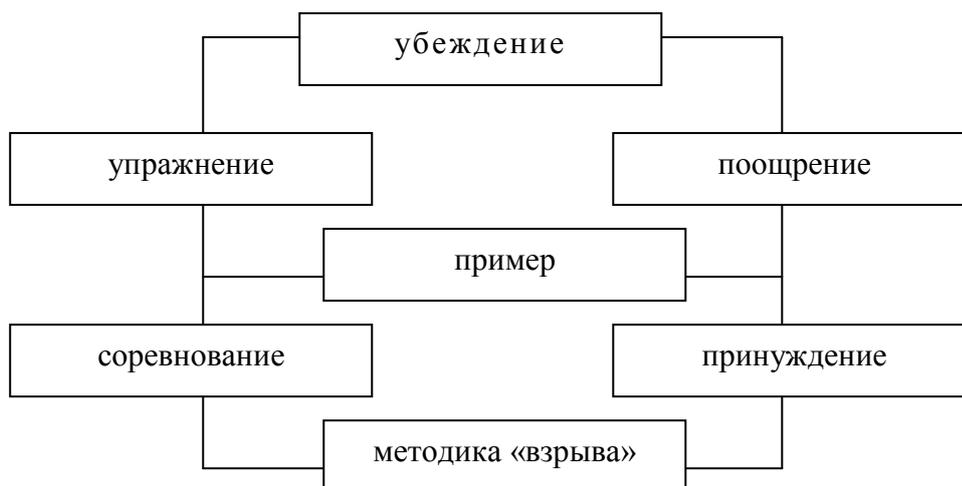 убеждение
упражнение
поощрение
пример
соревнование
принуждение
методика «взрыва»